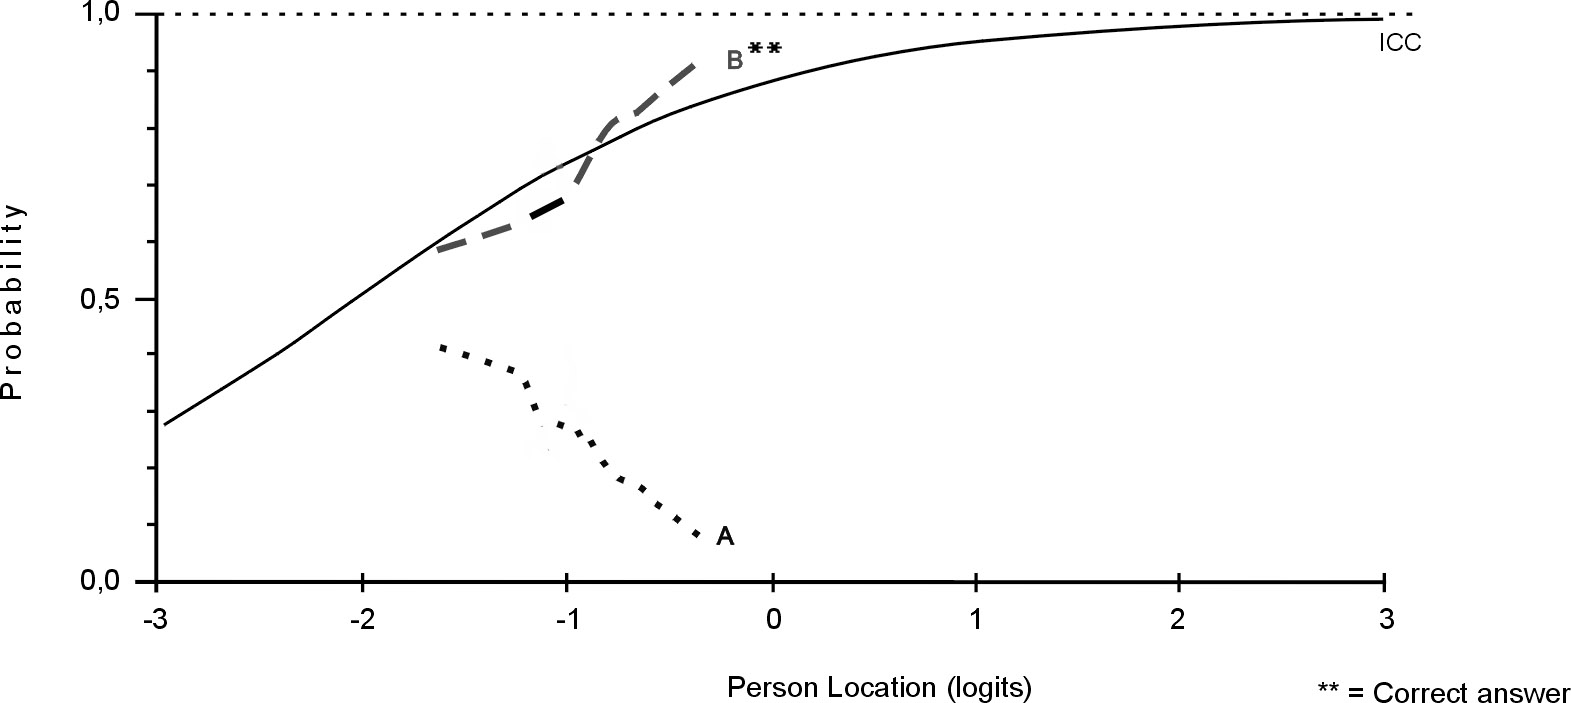 1,0
B**
ICC
Probability
0,5
A
0,0
-3 -2 -1 0 1 2 3
Person Location (logits)
** = Correct answer